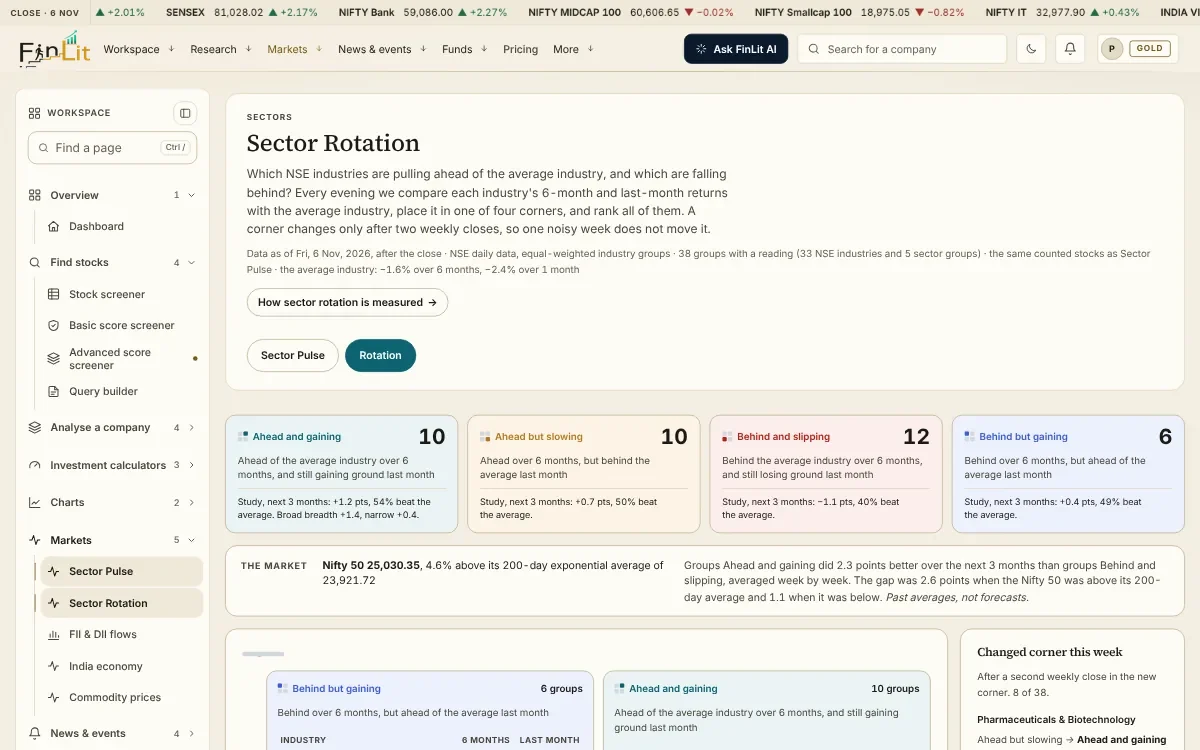 CLOSE · 6 NOV ▲ +2.01% SENSEX 81,028.02 ▲ +2.17% NIFTY Bank 59,086.00 ▲ +2.27% NIFTY MIDCAP 100 60,606.65 ▼ −0.02% NIFTY Smallcap 100 18,975.05 ▼ −0.82% NIFTY IT 32,977.90 ▲ +0.43% INDIA VI
FinLit Workspace Research Markets News & events Funds Pricing More Ask FinLit AI Search for a company P GOLD
WORKSPACE
Find a page Ctrl /
Overview 1
Dashboard
Find stocks 4
Stock screener
Basic score screener
Advanced score
screener
Query builder
Analyse a company 4
Investment calculators 3
Charts 2
Markets 5
Sector Pulse
Sector Rotation
FII & DII flows
India economy
Commodity prices
News & events 4
SECTORS
Sector Rotation
Which NSE industries are pulling ahead of the average industry, and which are falling
behind? Every evening we compare each industry's 6-month and last-month returns
with the average industry, place it in one of four corners, and rank all of them. A
corner changes only after two weekly closes, so one noisy week does not move it.
Data as of Fri, 6 Nov, 2026, after the close · NSE daily data, equal-weighted industry groups · 38 groups with a reading (33 NSE industries and 5 sector groups) · the same counted stocks as Sector
Pulse · the average industry: −1.6% over 6 months, −2.4% over 1 month
How sector rotation is measured →
Sector Pulse Rotation
Ahead and gaining 10
Ahead of the average industry over 6
months, and still gaining ground last month
Study, next 3 months: +1.2 pts, 54% beat the
average. Broad breadth +1.4, narrow +0.4.
Ahead but slowing 10
Ahead over 6 months, but behind the
average last month
Study, next 3 months: +0.7 pts, 50% beat
the average.
Behind and slipping 12
Behind the average industry over 6 months,
and still losing ground last month
Study, next 3 months: −1.1 pts, 40% beat
the average.
Behind but gaining 6
Behind over 6 months, but ahead of the
average last month
Study, next 3 months: +0.4 pts, 49% beat
the average.
THE MARKET
Nifty 50 25,030.35, 4.6% above its 200-day exponential average of
23,921.72
Groups Ahead and gaining did 2.3 points better over the next 3 months than groups Behind and
slipping, averaged week by week. The gap was 2.6 points when the Nifty 50 was above its 200-
day average and 1.1 when it was below. Past averages, not forecasts.
Behind but gaining 6 groups
Behind over 6 months, but ahead of the average last month
INDUSTRY 6 MONTHS LAST MONTH
Ahead and gaining 10 groups
Ahead of the average industry over 6 months, and still gaining
ground last month
Changed corner this week
After a second weekly close in the new
corner. 8 of 38.
Pharmaceuticals & Biotechnology
Ahead but slowing → Ahead and gaining